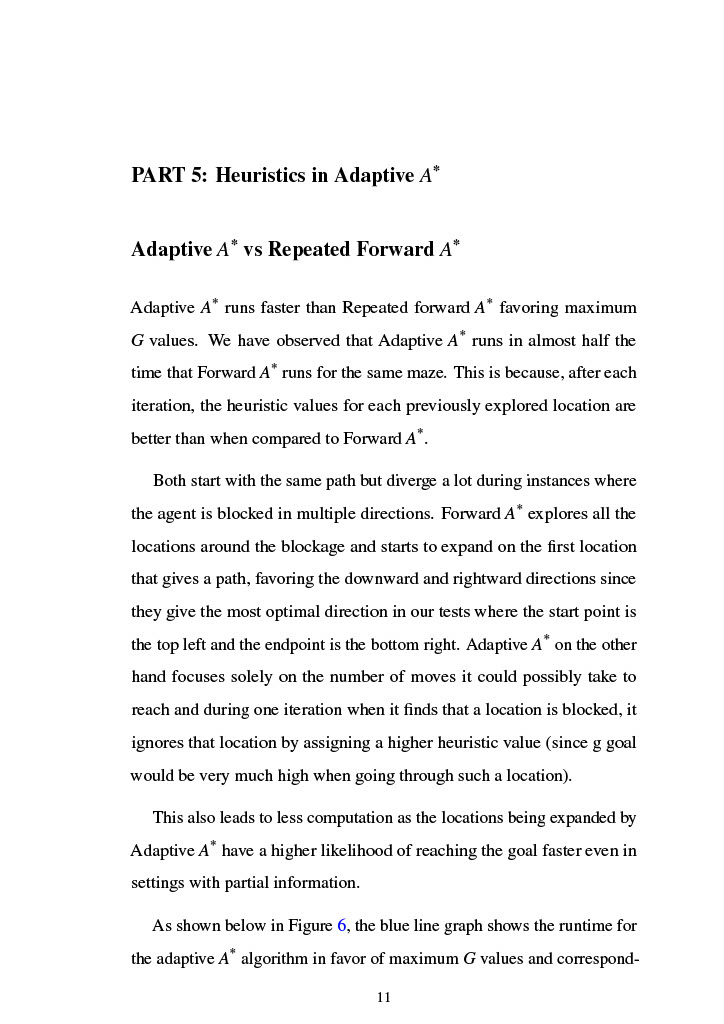 PART 5: Heuristics in Adaptive A*
Adaptive A* vs Repeated Forward A*
Adaptive A* runs faster than Repeated forward A* favoring maximum
G values. We have observed that Adaptive A* runs in almost half the
time that Forward A* runs for the same maze. This is because, after each
iteration, the heuristic values for each previously explored location are
better than when compared to Forward A*.
Both start with the same path but diverge a lot during instances where
the agent is blocked in multiple directions. Forward A* explores all the
locations around the blockage and starts to expand on the first location
that gives a path, favoring the downward and rightward directions since
they give the most optimal direction in our tests where the start point is
the top left and the endpoint is the bottom right. Adaptive A* on the other
hand focuses solely on the number of moves it could possibly take to
reach and during one iteration when it finds that a location is blocked, it
ignores that location by assigning a higher heuristic value (since g goal
would be very much high when going through such a location).
This also leads to less computation as the locations being expanded by
Adaptive A* have a higher likelihood of reaching the goal faster even in
settings with partial information.
As shown below in Figure 6, the blue line graph shows the runtime for
the adaptive A* algorithm in favor of maximum G values and correspond-
11